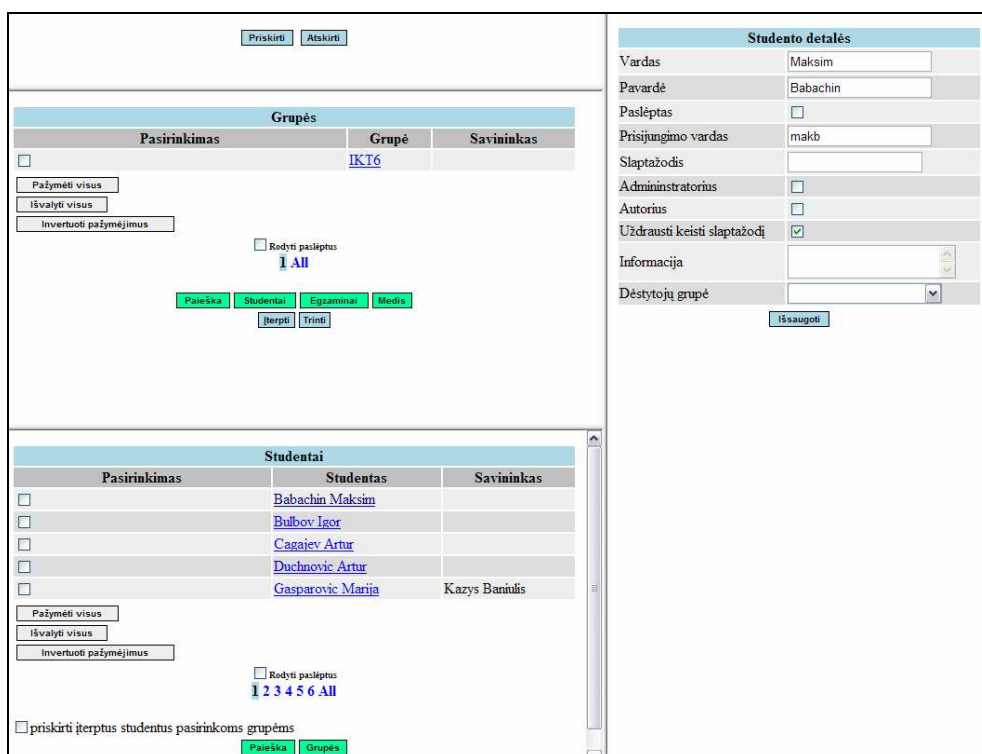 Priskirti Atskirti
Grupės
Pasirinkimas Grupė Savininkas
IKT6
Pažymėti visus
Išvalyti visus
Invertuoti pažymėjimus
Rodyti paslėptus
1 All
Paieška Studentai Egzaminai Medis
Įterpti Trinti
Studentai
Pasirinkimas Studentas Savininkas
Babachin Maksim
Bulbov Igor
Cagajev Artur
Duchnovic Artur
Gasparovic Marija Kazys Baniulis
Pažymėti visus
Išvalyti visus
Invertuoti pažymėjimus
Rodyti paslėptus
1 2 3 4 5 6 All
priskirti įterptus studentus pasirinkoms grupėms
Paieška Grupės
Studento detalės
Vardas Maksim
Pavardė Babachin
Paslėptas
Prisijungimo vardas makb
Slaptažodis
Admininstratorius
Autorius
Uždrausti keisti slaptažodį
Informacija
Dėstytojų grupė
Išsaugoti